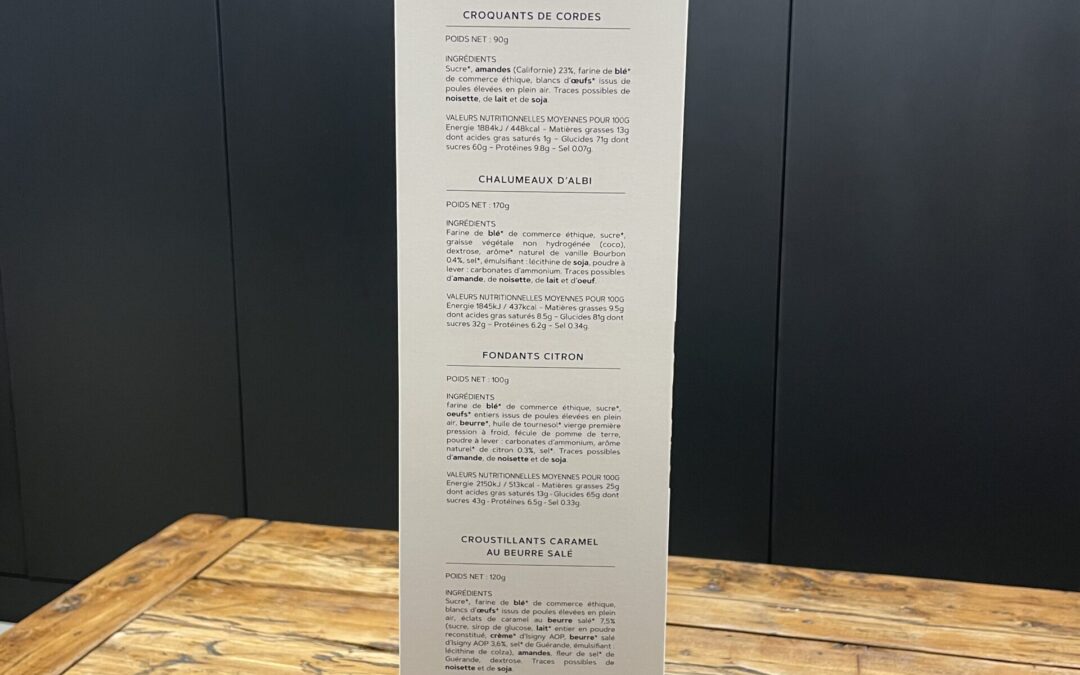 CROQUANTS DE CORDES
POIDS NET : 90g
INGRÉDIENTS
Sucre*, amandes (Californie) 23%, farine de blé*
de commerce éthique, blancs d'œufs* issus de
poules élevées en plein air. Traces possibles de
noisette, de lait et de soja.
VALEURS NUTRITIONNELLES MOYENNES POUR 100G
Energie 1884kJ / 448kcal - Matières grasses 13g
dont acides gras saturés 1g - Glucides 71g dont
sucres 60g - Protéines 9.8g - Sel 0.07g.
CHALUMEAUX D'ALBI
POIDS NET : 170g
INGRÉDIENTS
Farine de blé* de commerce éthique, sucre*,
graisse végétale non hydrogénée (coco),
dextrose, arôme* naturel de vanille Bourbon
0.4%, sel*, émulsifiant : lécithine de soja, poudre à
lever : carbonates d'ammonium. Traces possibles
d'amande, de noisette, de lait et d'oeuf.
VALEURS NUTRITIONNELLES MOYENNES POUR 100G
Energie 1845kJ / 437kcal - Matières grasses 9.5g
dont acides gras saturés 8.5g - Glucides 81g dont
sucres 32g - Protéines 6.2g - Sel 0.34g.
FONDANTS CITRON
POIDS NET : 100g
INGRÉDIENTS
farine de blé* de commerce éthique, sucre*,
oeufs* entiers issus de poules élevées en plein
air, beurre*, huile de tournesol* vierge première
pression à froid, fécule de pomme de terre,
poudre à lever : carbonates d'ammonium, arôme
naturel* de citron 0.3%, sel*. Traces possibles
d'amande, de noisette et de soja.
VALEURS NUTRITIONNELLES MOYENNES POUR 100G
Energie 2150kJ / 513kcal - Matières grasses 25g
dont acides gras saturés 13g - Glucides 65g dont
sucres 43g - Protéines 6.5g - Sel 0.33g.
CROUSTILLANTS CARAMEL
AU BEURRE SALÉ
POIDS NET : 120g
INGRÉDIENTS
Sucre*, farine de blé* de commerce éthique,
blancs d'œufs* issus de poules élevées en plein
air, éclats de caramel au beurre salé* 7,5%
(sucre, sirop de glucose, lait* entier en poudre
reconstitué, crème* d'Isigny AOP, beurre* salé
d'Isigny AOP 3,6%, sel* de Guérande, émulsifiant :
lécithine de colza), amandes, fleur de sel* de
Guérande, dextrose. Traces possibles de
noisette et de soja.